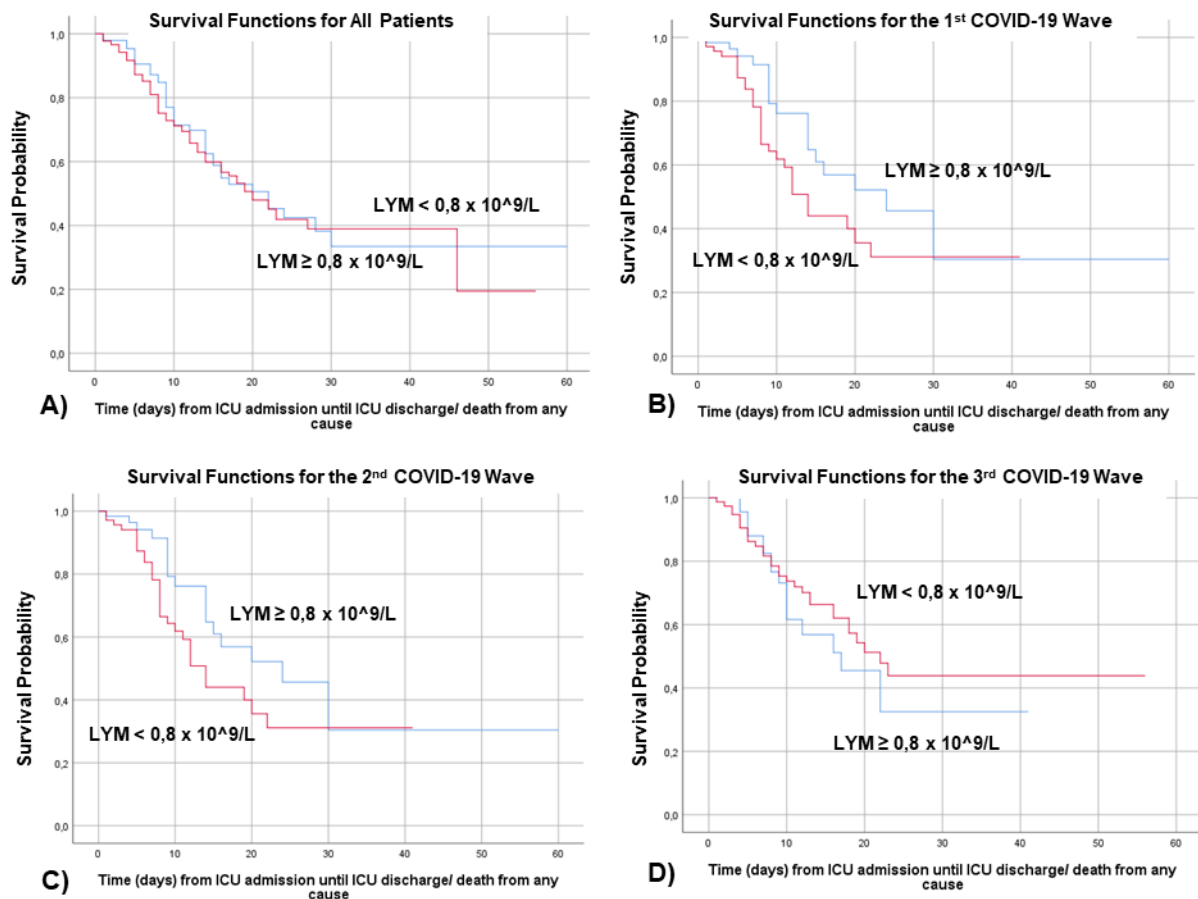 Survival Functions for All Patients
Survival Probability
1,0
0,8
0,6
0,4
0,2
0,0
LYM < 0,8 x 10^9/L
LYM ≥ 0,8 x 10^9/L
0 10 20 30 40 50 60
A)
Time (days) from ICU admission until ICU discharge/ death from any
cause
Survival Functions for the 1st COVID-19 Wave
Survival Probability
1,0
0,8
0,6
0,4
0,2
0,0
LYM ≥ 0,8 x 10^9/L
LYM < 0,8 x 10^9/L
0 10 20 30 40 50 60
B)
Time (days) from ICU admission until ICU discharge/ death from any
cause
Survival Functions for the 2nd COVID-19 Wave
Survival Probability
1,0
0,8
0,6
0,4
0,2
0,0
LYM ≥ 0,8 x 10^9/L
LYM < 0,8 x 10^9/L
0 10 20 30 40 50 60
C)
Time (days) from ICU admission until ICU discharge/ death from any
cause
Survival Functions for the 3rd COVID-19 Wave
Survival Probability
1,0
0,8
0,6
0,4
0,2
0,0
LYM < 0,8 x 10^9/L
LYM ≥ 0,8 x 10^9/L
0 10 20 30 40 50 60
D)
Time (days) from ICU admission until ICU discharge/ death from any
cause